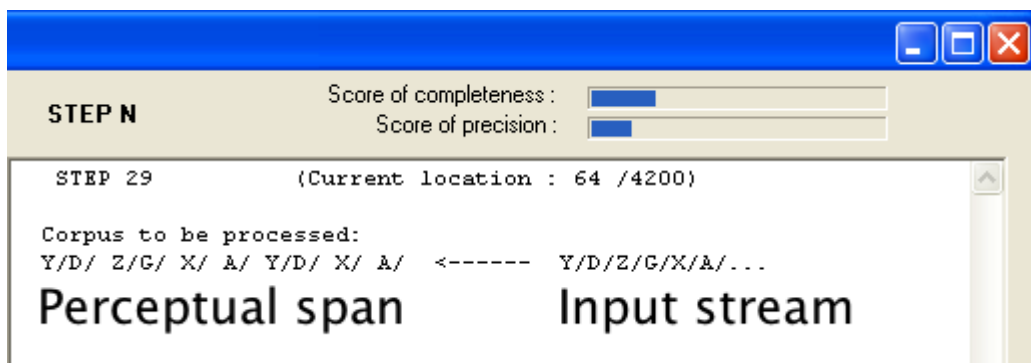 Score of completeness :
STEP N
Score of precision :
STEP 29 (Current location : 64 /4200)
Corpus to be processed:
Y/D/ Z/G/ X/ A/ Y/D/ X/ A/ <------ Y/D/Z/G/X/A/...
Perceptual span Input stream